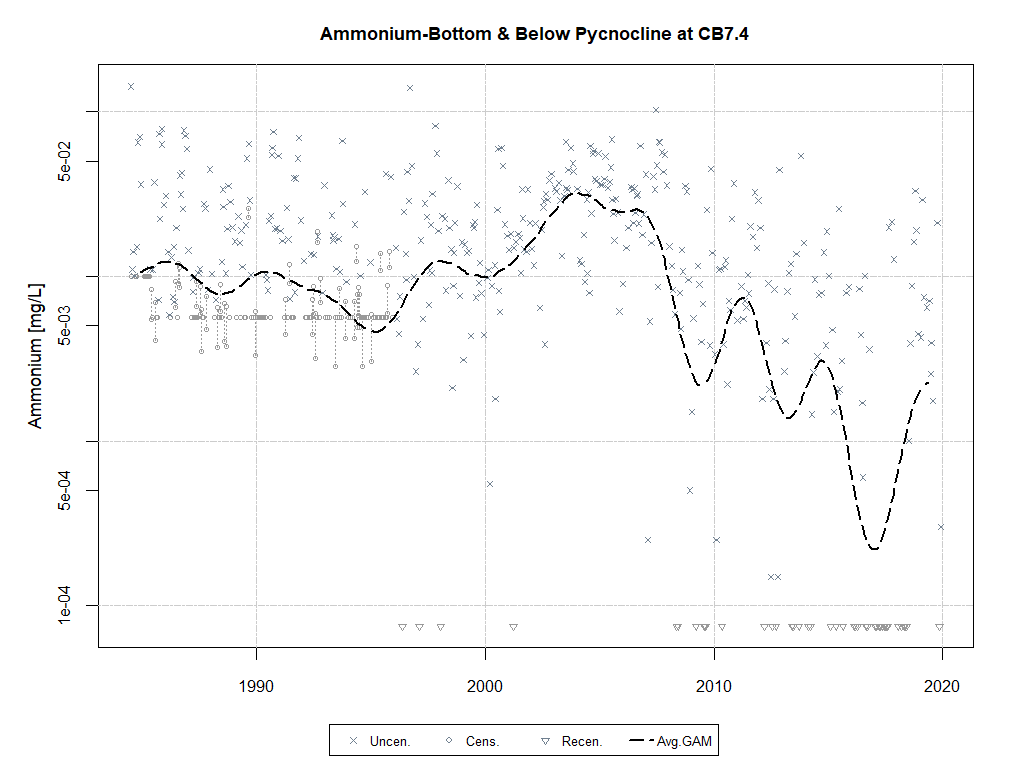 Ammonium-Bottom & Below Pycnocline at CB7.4
Ammonium [mg/L]
5e-02
5e-03
5e-04
1e-04
1990 2000 2010 2020
Uncen. Cens. Recen. Avg.GAM